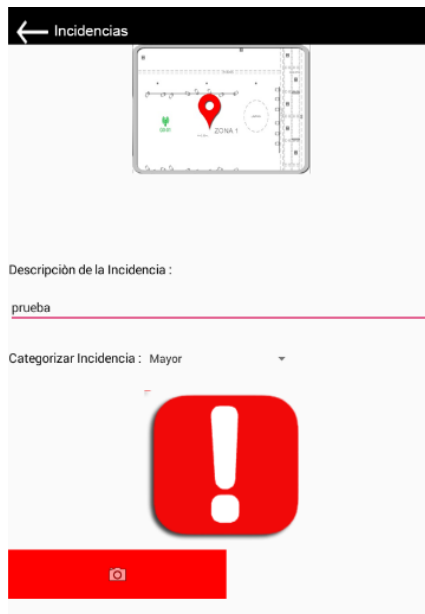 Incidencias
ZONA 1
Descripciòn de la Incidencia :
prueba
Categorizar Incidencia : Mayor